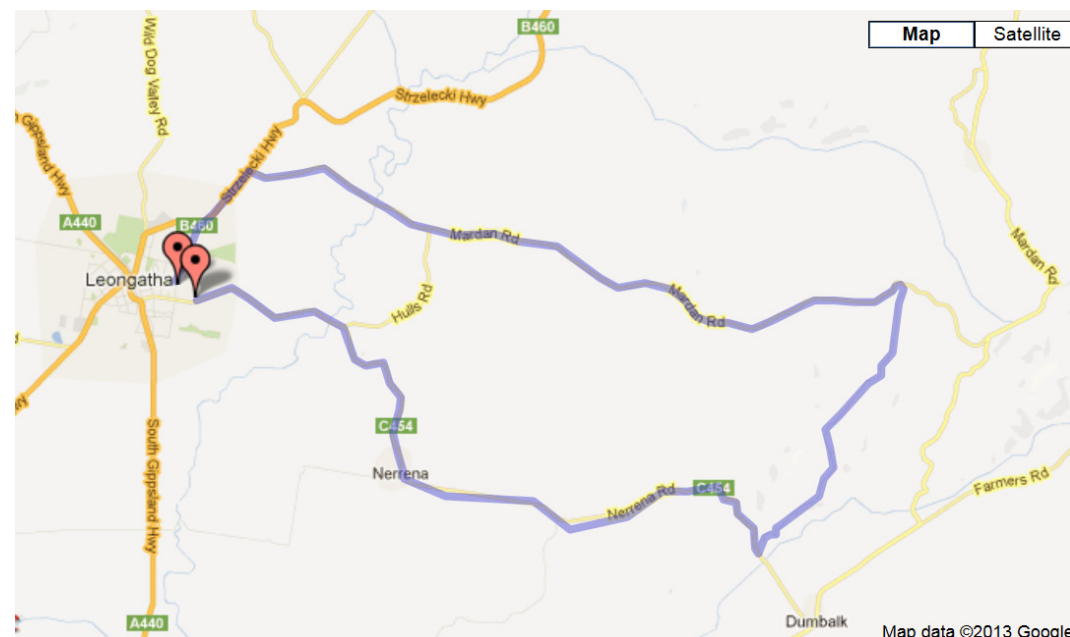 B460
Map Satellite
Wild Dog Valley Rd
Strzelecki Hwy
Gippsland Hwy
Strzelecki Hwy
A440
B460
Mardan Rd
Mardan Rd
Leongatha
Hulls Rd
Mardan Rd
C454
South Gippsland Hwy
Nerrena
C454
Nerrena Rd
Farmers Rd
A440
Dumbalk
Map data ©2013 Google